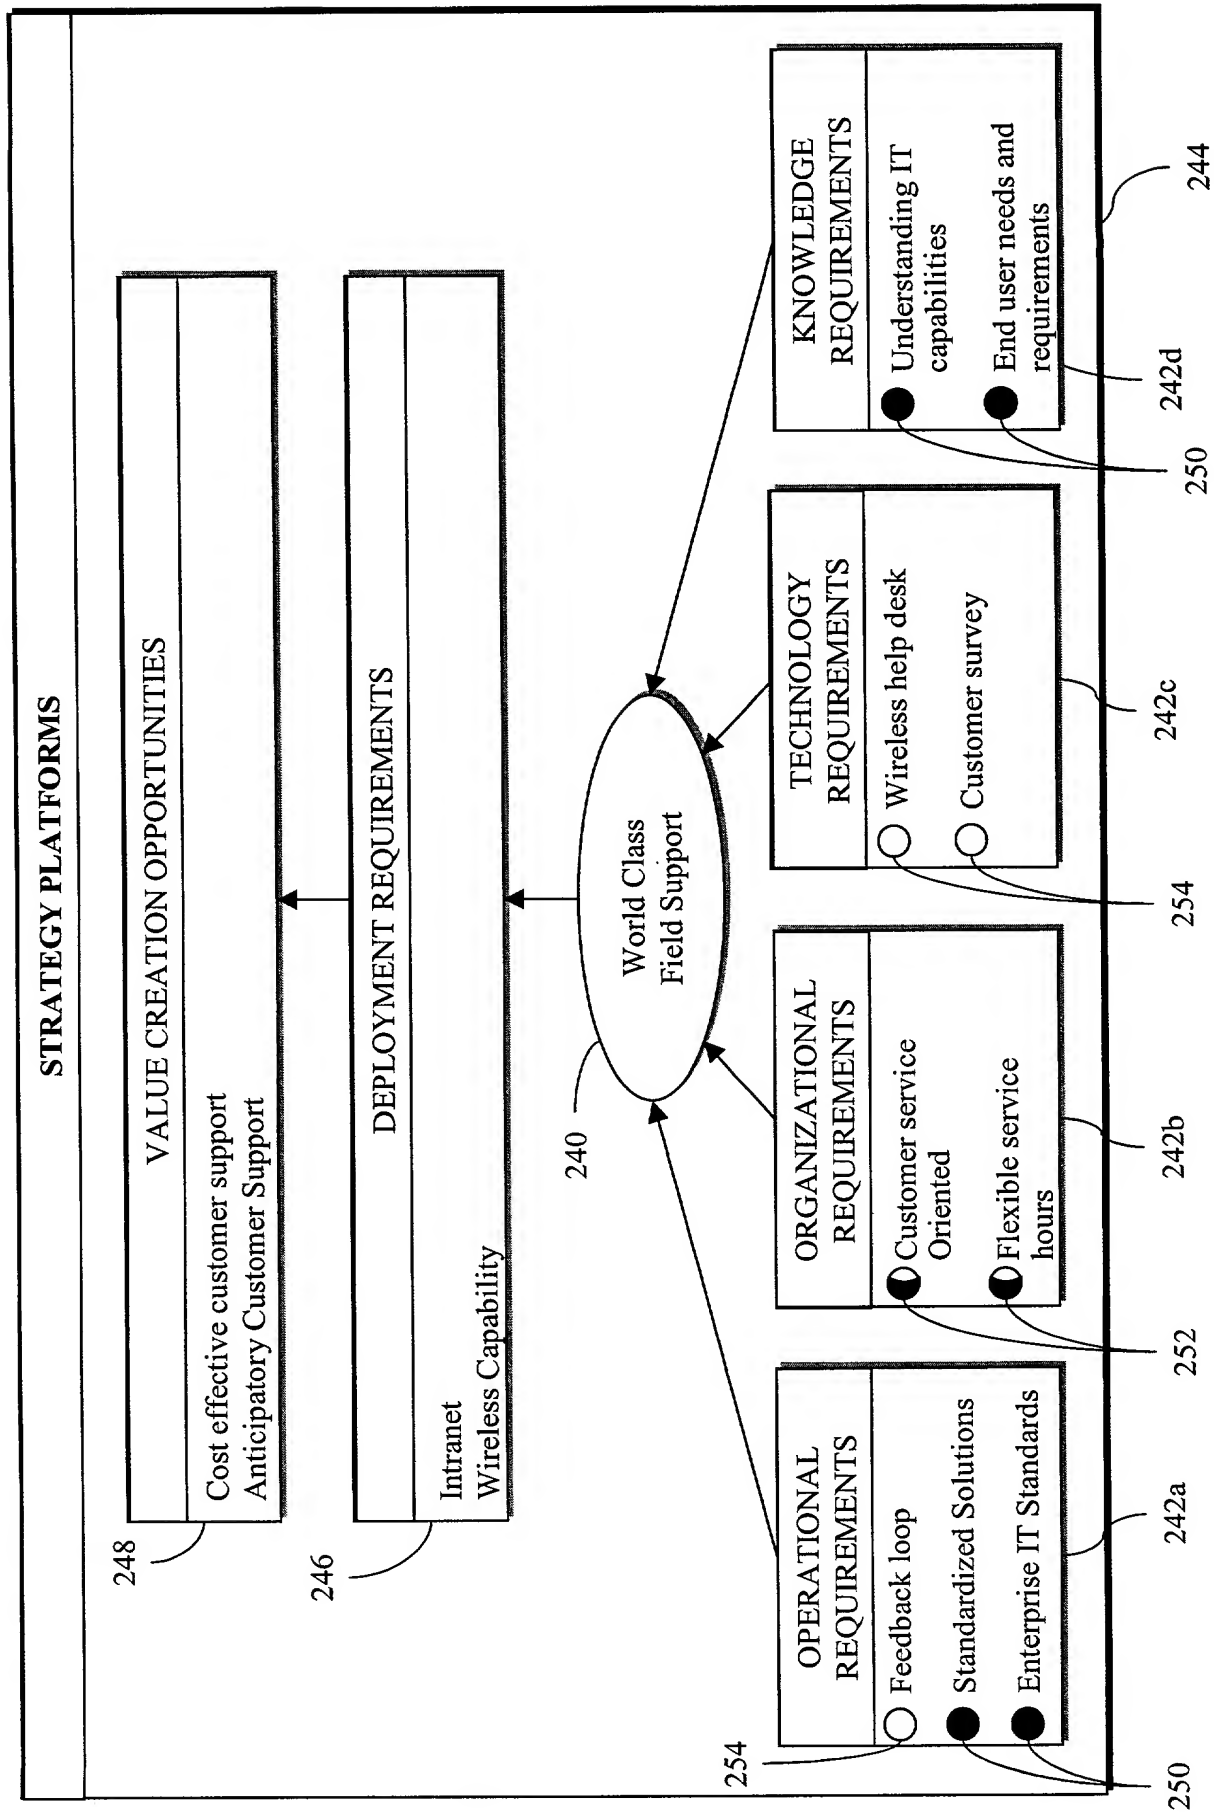 STRATEGY PLATFORMS
VALUE CREATION OPPORTUNITIES
Cost effective customer support
Anticipatory Customer Support
248
DEPLOYMENT REQUIREMENTS
Intranet
Wireless Capability
246
World Class
Field Support
240
OPERATIONAL
REQUIREMENTS
Feedback loop
Standardized Solutions
Enterprise IT Standards
254
250
242a
ORGANIZATIONAL
REQUIREMENTS
Customer service
Oriented
Flexible service
hours
252
242b
TECHNOLOGY
REQUIREMENTS
Wireless help desk
Customer survey
254
242c
KNOWLEDGE
REQUIREMENTS
Understanding IT
capabilities
End user needs and
requirements
250
242d
244